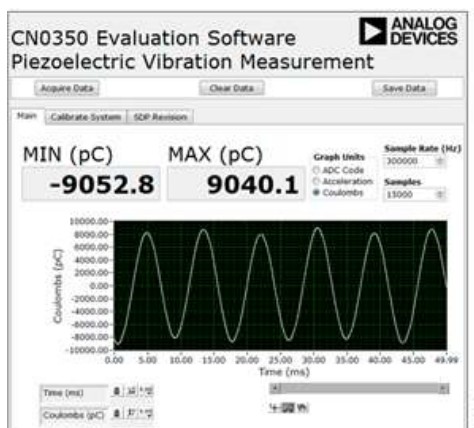 CN0350 Evaluation Software
Piezoelectric Vibration Measurement
ANALOG
DEVICES
Acquire Data
Clear Data
Save Data
Main
Calibrate System
SDP Revision
MIN (pC)
-9052.8
MAX (pC)
9040.1
Graph Units
ADC Code
Acceleration
Coulombs
Sample Rate (Hz)
300000
Samples
15000
Coulombs (pC)
10000.00
8000.00
6000.00
4000.00
2000.00
0.00
-2000.00
-4000.00
-6000.00
-8000.00
-10000.00
0.00 5.00 10.00 15.00 20.00 25.00 30.00 35.00 40.00 45.00 49.99
Time (ms)
Time (ms)
Coulombs (pC)